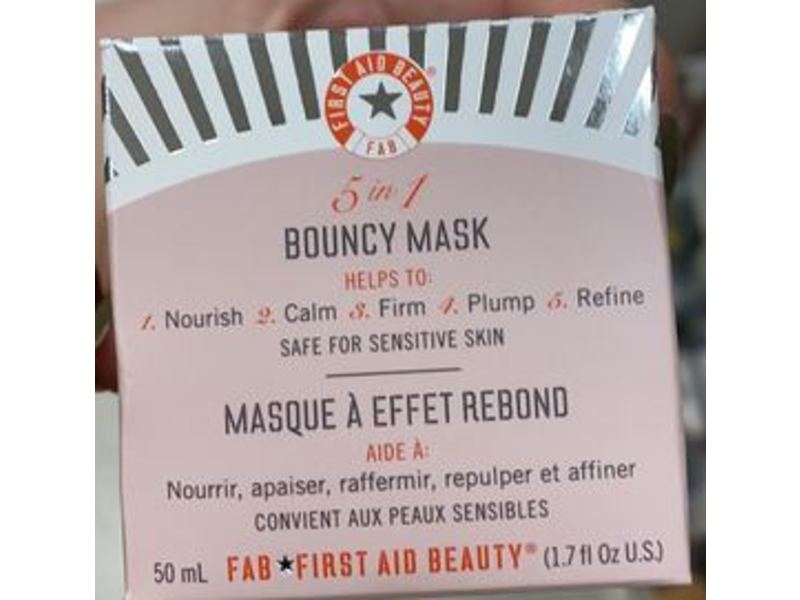 FIRST AID BEAUTY®
FAB
5 in 1
BOUNCY MASK
HELPS TO:
1. Nourish 2. Calm 3. Firm 4. Plump 5. Refine
SAFE FOR SENSITIVE SKIN
MASQUE À EFFET REBOND
AIDE À:
Nourrir, apaiser, raffermir, repulper et affiner
CONVIENT AUX PEAUX SENSIBLES
50 mL FAB★FIRST AID BEAUTY® (1.7 fl Oz U.S.)